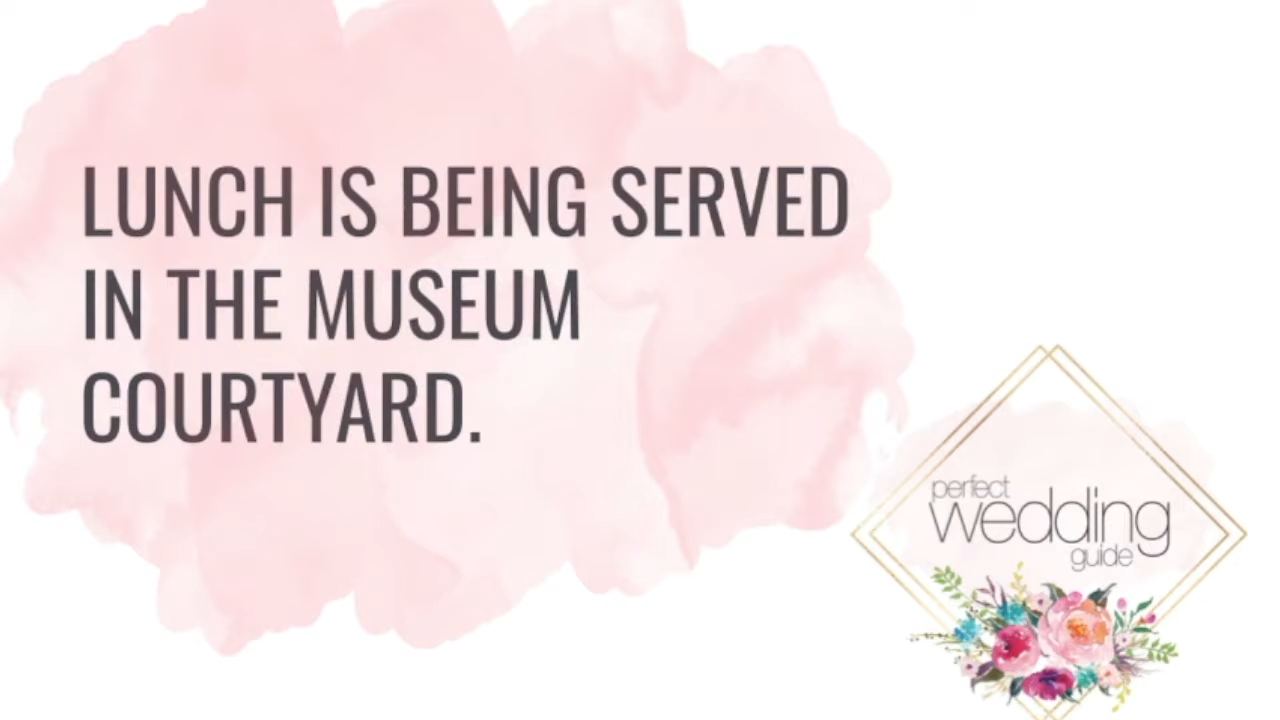 LUNCH IS BEING SERVED
IN THE MUSEUM
COURTYARD.
perfect
wedding
guide